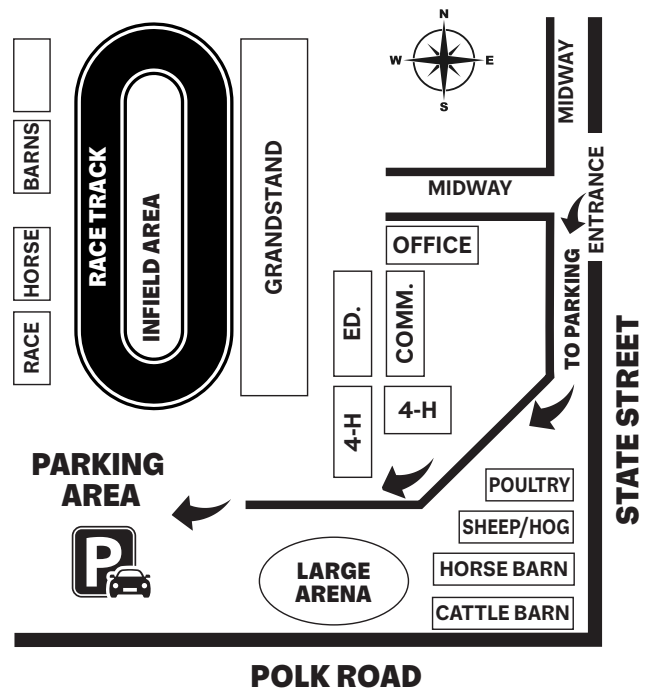 N
W
E
S
MIDWAY
MIDWAY
ENTRANCE
TO PARKING
STATE STREET
OFFICE
ED.
COMM.
4-H
4-H
GRANDSTAND
RACE TRACK
INFIELD AREA
BARNS
HORSE
RACE
PARKING
AREA
P
POULTRY
SHEEP/HOG
HORSE BARN
CATTLE BARN
LARGE
ARENA
POLK ROAD